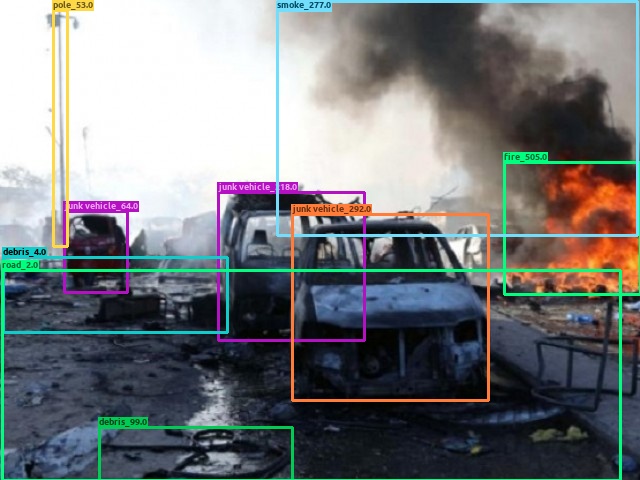 pole_53.0
smoke_277.0
fire_505.0
junk vehicle_118.0
junk vehicle_64.0
junk vehicle_292.0
debris_4.0
road_2.0
debris_99.0